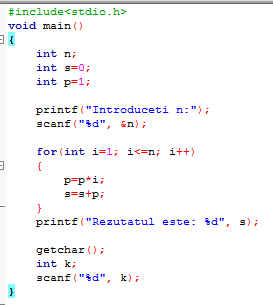 #include<stdio.h>
void main()
{
int n;
int s=0;
int p=1;
printf("Introduceti n:");
scanf("%d", &n);
for(int i=1; i<=n; i++)
{
p=p*i;
s=s+p;
}
printf("Rezutatul este: %d", s);
getchar();
int k;
scanf("%d", k);
}